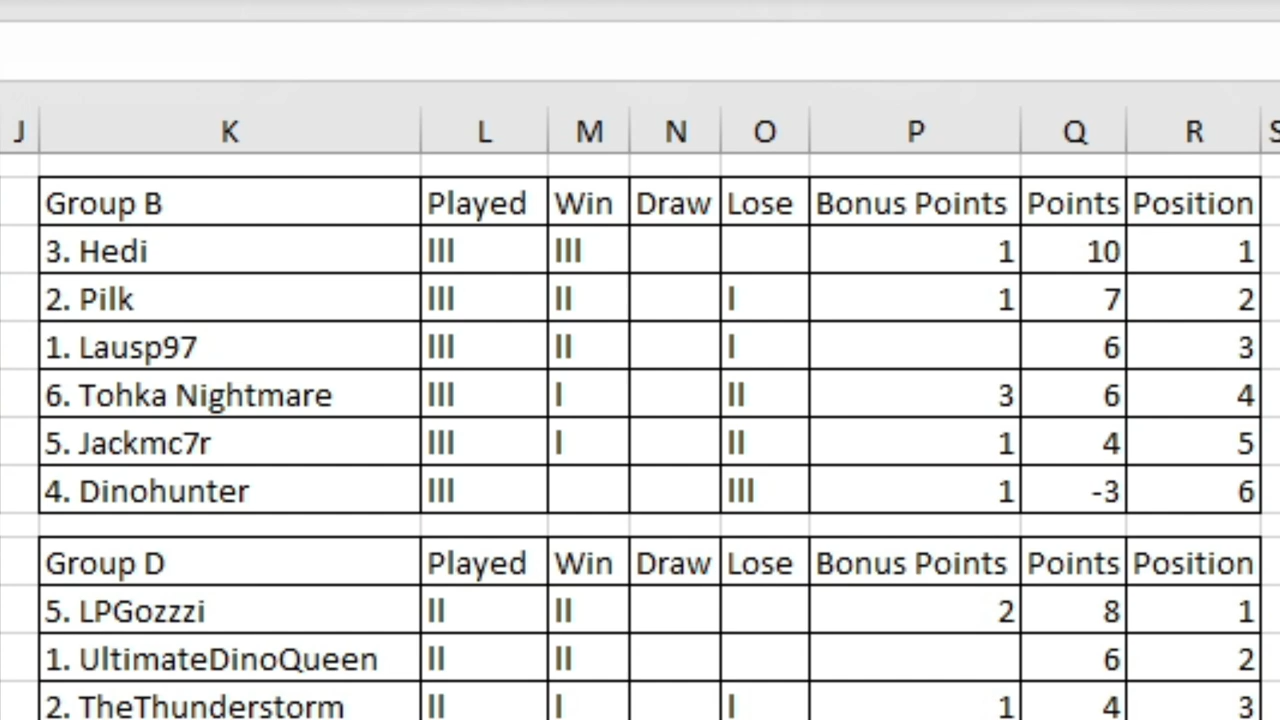 J K L M N O P Q R S
Group B Played Win Draw Lose Bonus Points Points Position
3. Hedi III III 1 10 1
2. Pilk III II I 1 7 2
1. Lausp97 III II I 6 3
6. Tohka Nightmare III I II 3 6 4
5. Jackmc7r III I II 1 4 5
4. Dinohunter III III 1 -3 6
Group D Played Win Draw Lose Bonus Points Points Position
5. LPGozzzi II II 2 8 1
1. UltimateDinoQueen II II 6 2
2. TheThunderstorm II I I 1 4 3